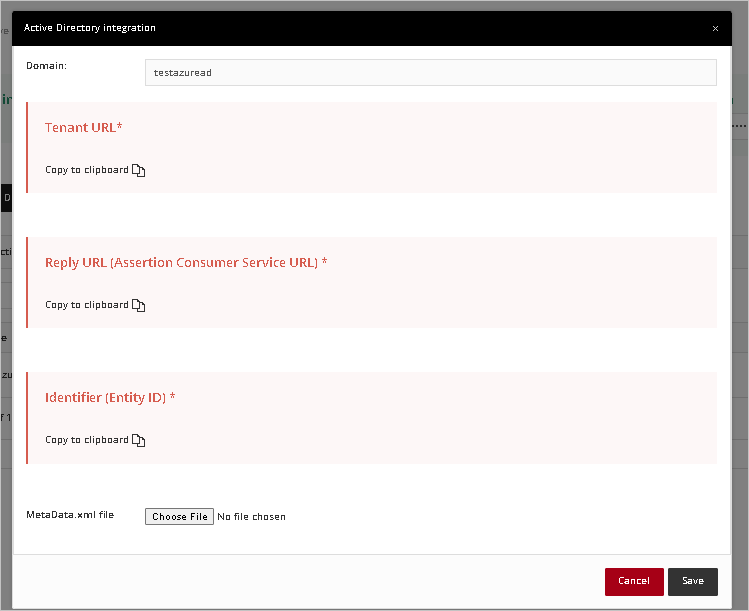 Active Directory integration ×
Domain: testazuread
Tenant URL*
Copy to clipboard
Reply URL (Assertion Consumer Service URL) *
Copy to clipboard
Identifier (Entity ID) *
Copy to clipboard
MetaData.xml file Choose File No file chosen
Cancel Save